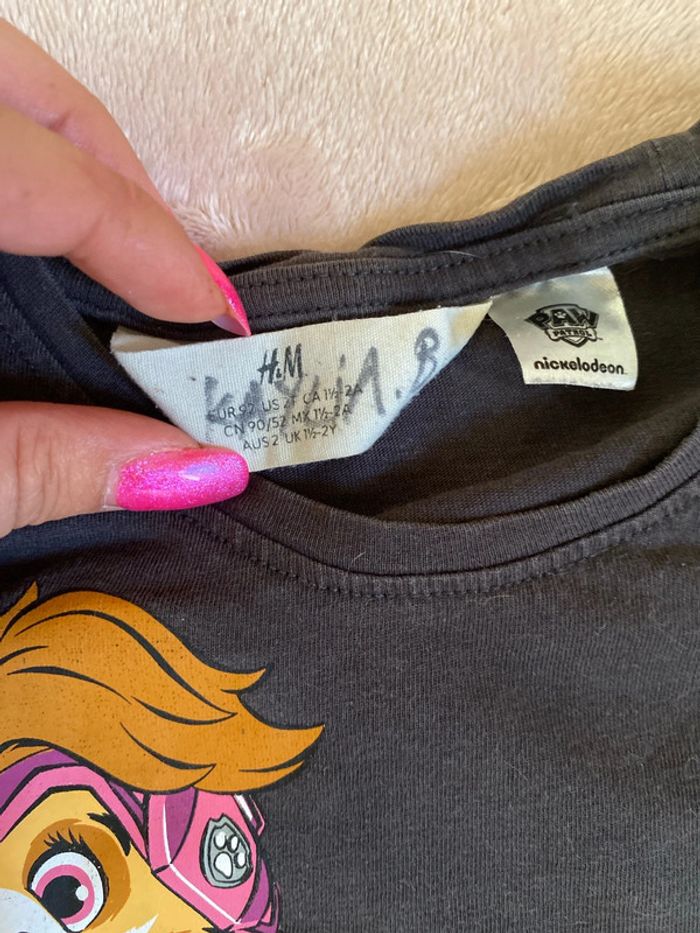 H&M
EUR 92 US CA 1½-2A
CN 90/52 MX 1½-2A
AUS 2 UK 1½-2Y
PAW
PATROL
nickelodeon